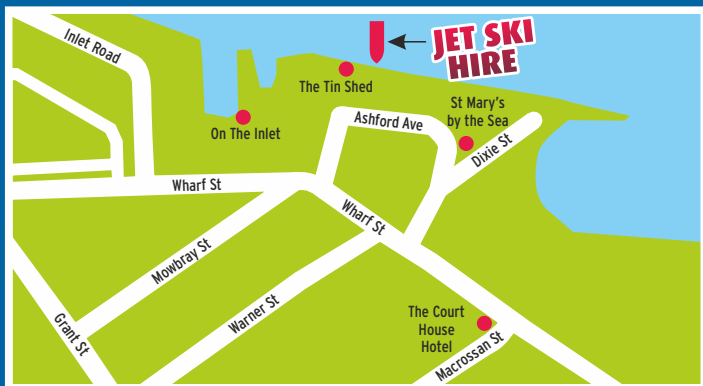 Inlet Road
JET SKI
HIRE
The Tin Shed
On The Inlet
Ashford Ave
St Mary's
by the Sea
Dixie St
Wharf St
Wharf St
Mowbray St
Warner St
Grant St
The Court
House
Hotel
Macrossan St